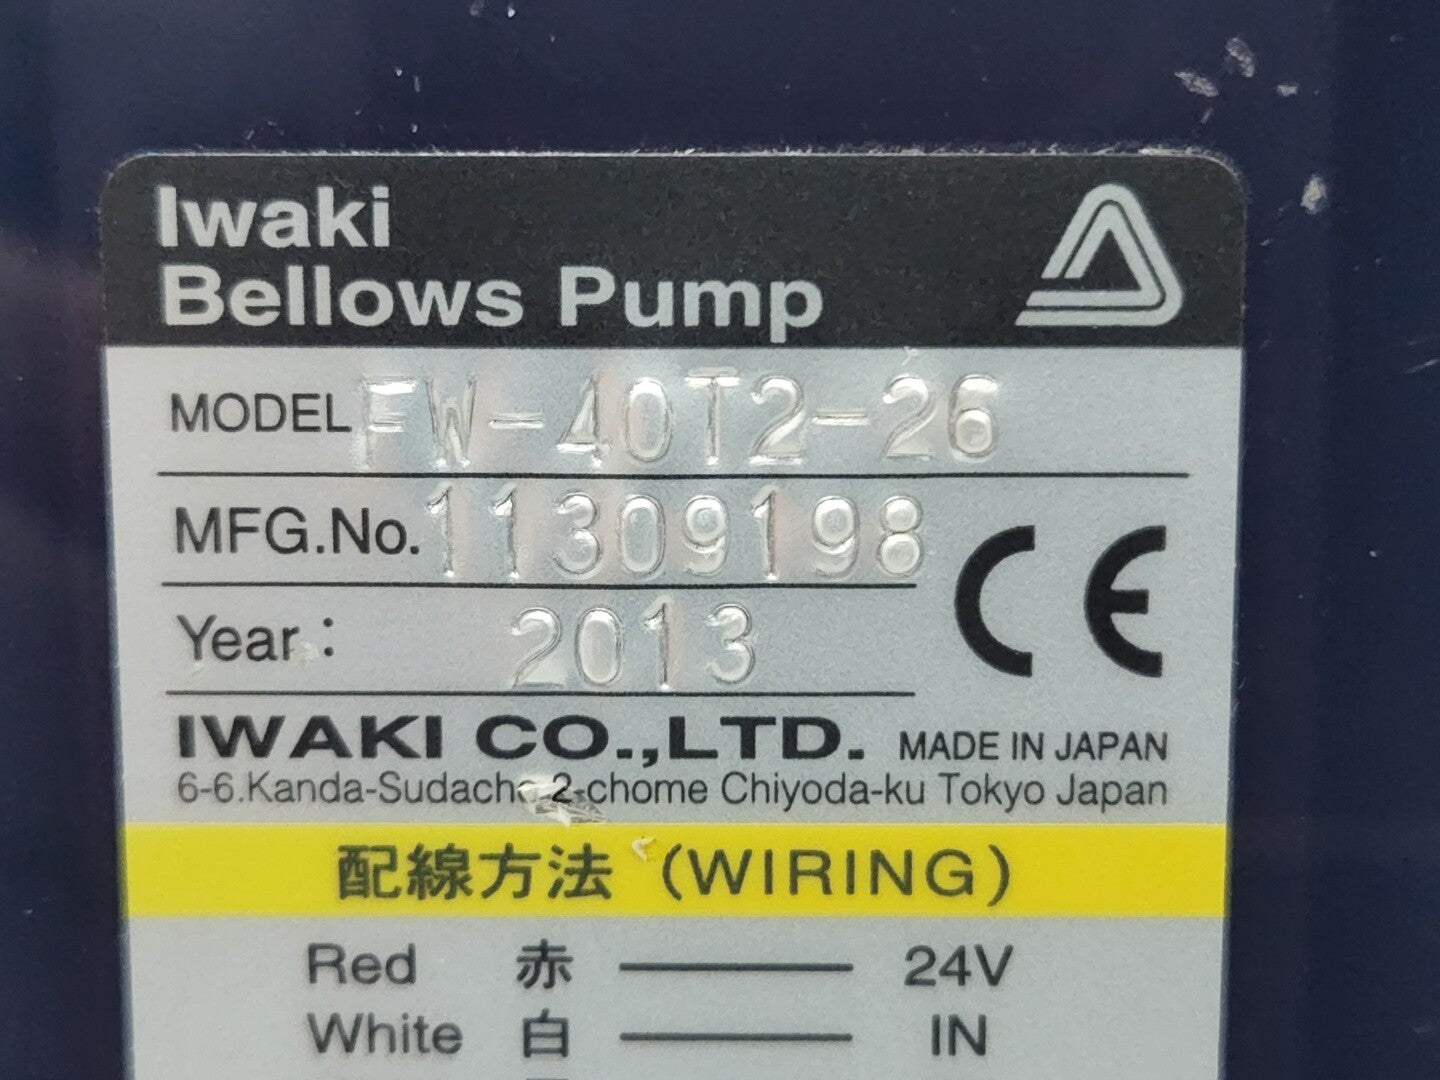 Iwaki
Bellows Pump
MODEL FW-40T2-26
MFG.No. 11309198
Year: 2013
CE
IWAKI CO.,LTD. MADE IN JAPAN
6-6.Kanda-Sudacho 2-chome Chiyoda-ku Tokyo Japan
配線方法 (WIRING)
Red 赤 24V
White 白 IN